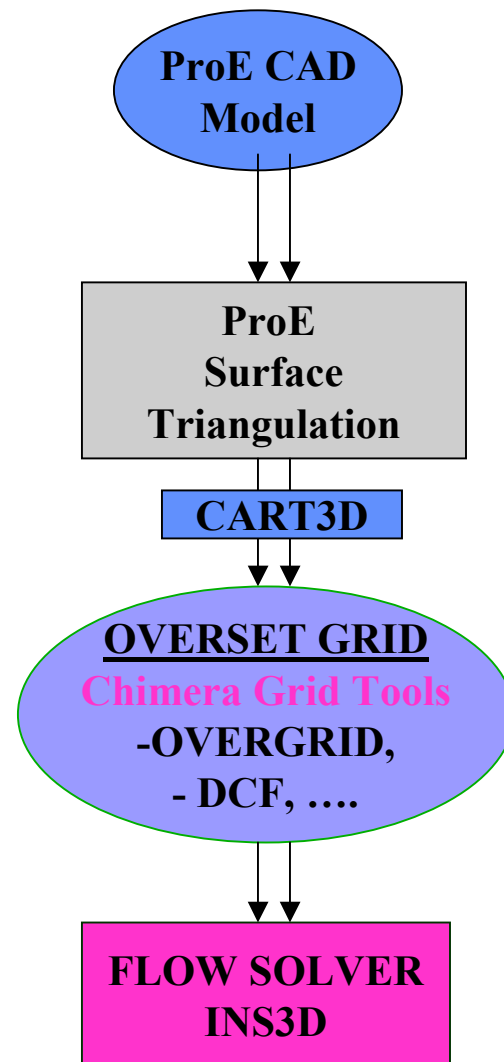 ProE CAD
Model
ProE
Surface
Triangulation
CART3D
OVERSET GRID
Chimera Grid Tools
-OVERGRID,
- DCF, ….
FLOW SOLVER
INS3D